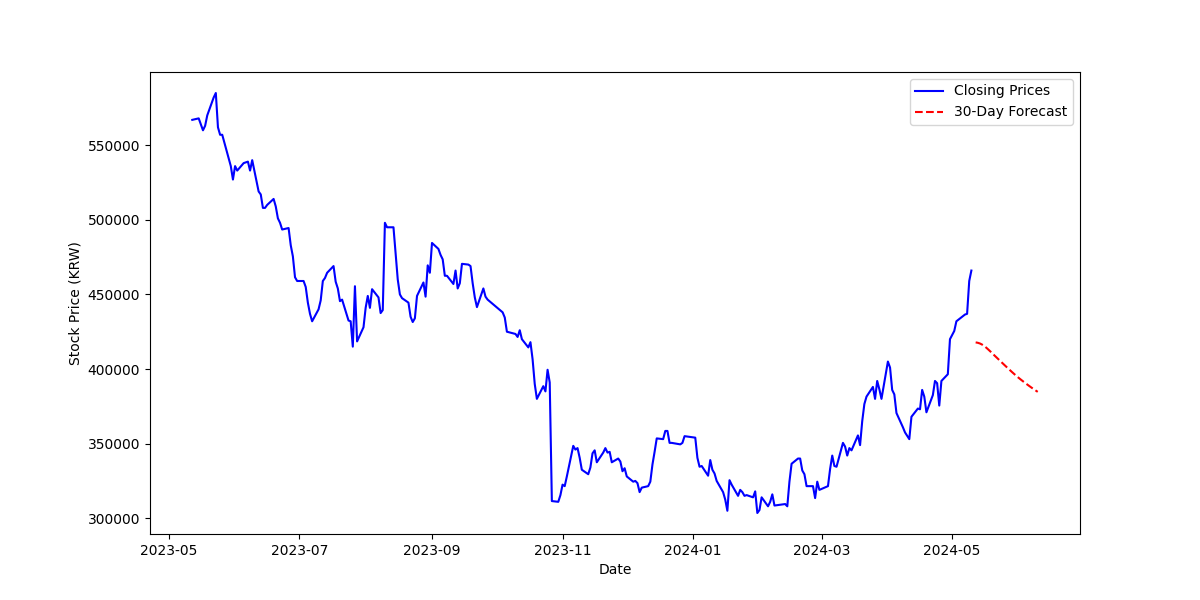 Closing Prices
30-Day Forecast
Stock Price (KRW)
550000
500000
450000
400000
350000
300000
2023-05 2023-07 2023-09 2023-11 2024-01 2024-03 2024-05
Date